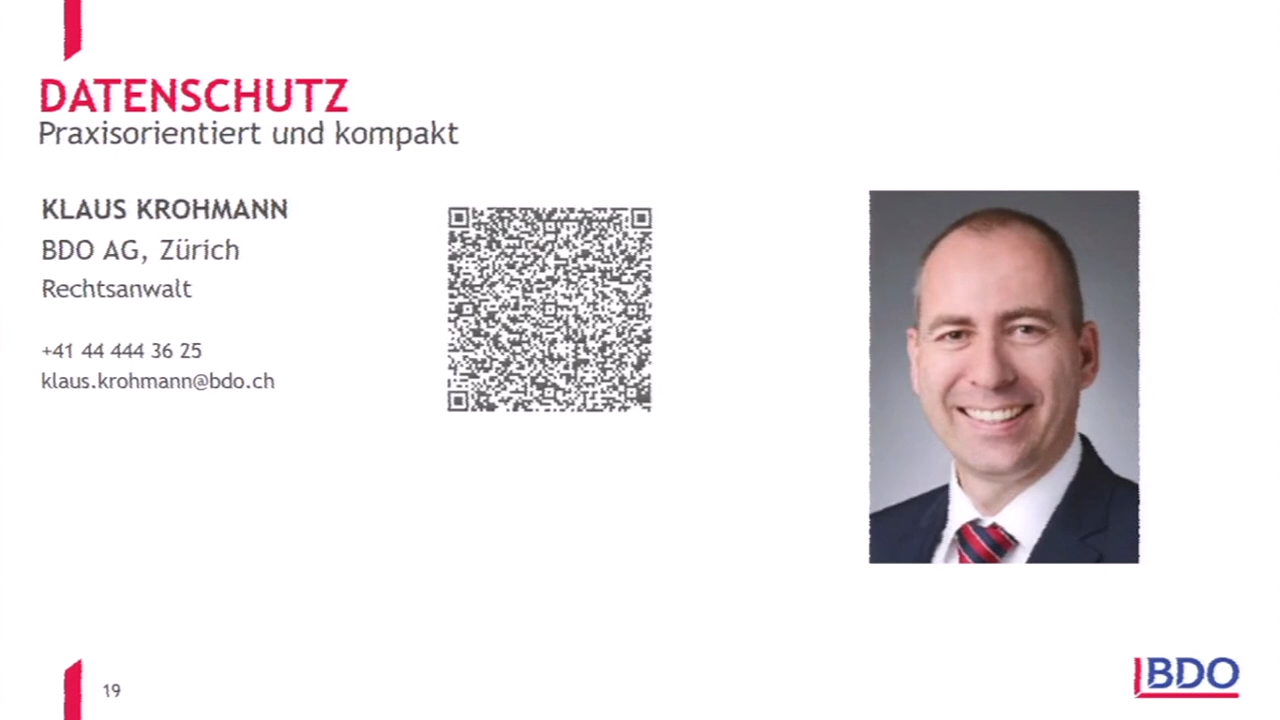 DATENSCHUTZ
Praxisorientiert und kompakt
KLAUS KROHMANN
BDO AG, Zürich
Rechtsanwalt
+41 44 444 36 25
klaus.krohmann@bdo.ch
19
BDO